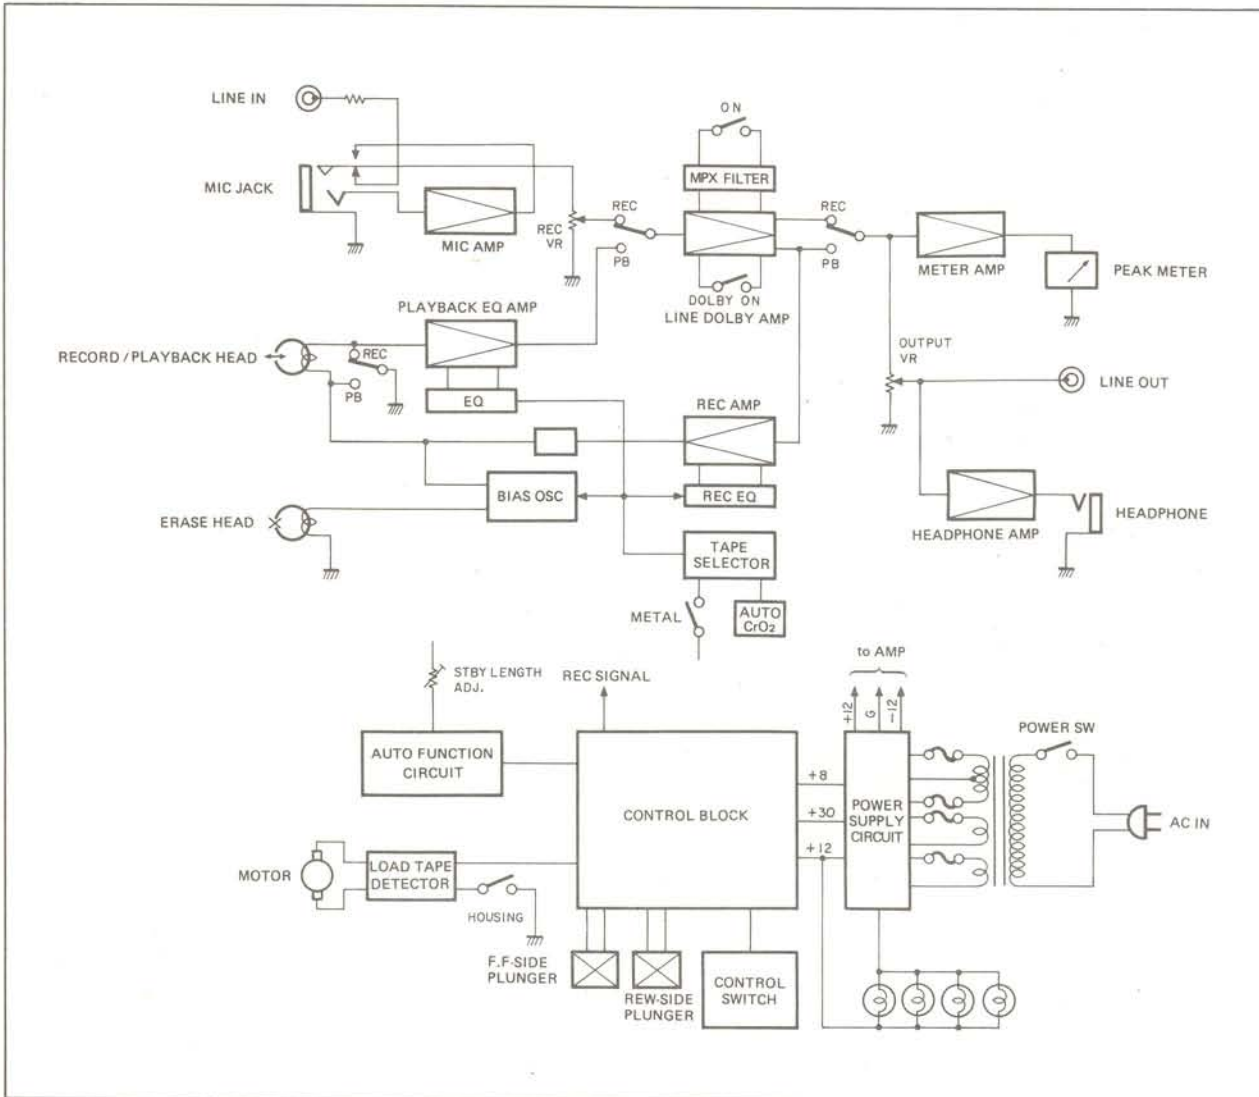 LINE IN
ON
MIC JACK
MPX FILTER
REC
REC
REC
VR
MIC AMP
PB
PB
METER AMP
PEAK METER
PLAYBACK EQ AMP
DOLBY ON
LINE DOLBY AMP
OUTPUT
VR
RECORD / PLAYBACK HEAD
REC
PB
EQ
REC AMP
LINE OUT
BIAS OSC
REC EQ
ERASE HEAD
HEADPHONE AMP
HEADPHONE
TAPE
SELECTOR
METAL
AUTO
CrO2
to AMP
STBY LENGTH
ADJ.
REC SIGNAL
+12
G
-12
POWER SW
AUTO FUNCTION
CIRCUIT
CONTROL BLOCK
+8
+30
+12
POWER
SUPPLY
CIRCUIT
AC IN
MOTOR
LOAD TAPE
DETECTOR
HOUSING
F.F-SIDE
PLUNGER
REW-SIDE
PLUNGER
CONTROL
SWITCH